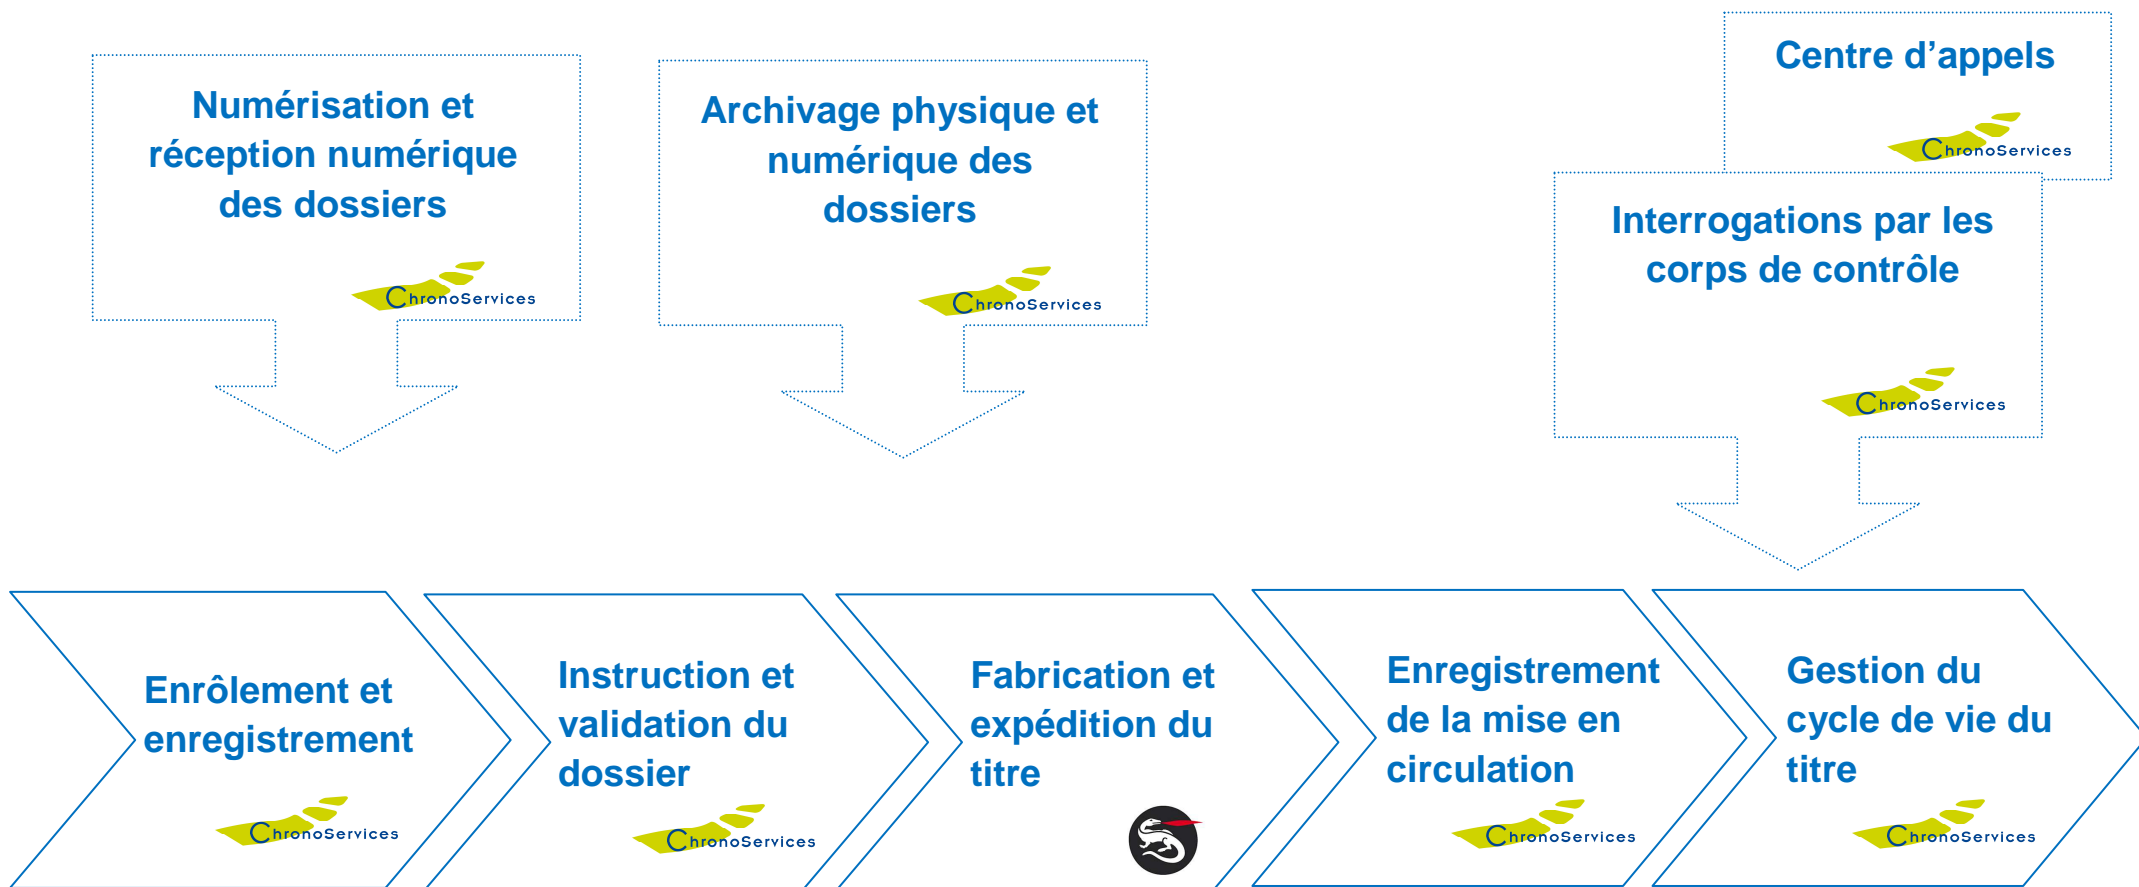 Numérisation et
réception numérique
des dossiers
ChronoServices
Archivage physique et
numérique des
dossiers
ChronoServices
Centre d’appels
ChronoServices
Interrogations par les
corps de contrôle
ChronoServices
Enrôlement et
enregistrement
ChronoServices
Instruction et
validation du
dossier
ChronoServices
Fabrication et
expédition du
titre
Enregistrement
de la mise en
circulation
ChronoServices
Gestion du
cycle de vie du
titre
ChronoServices